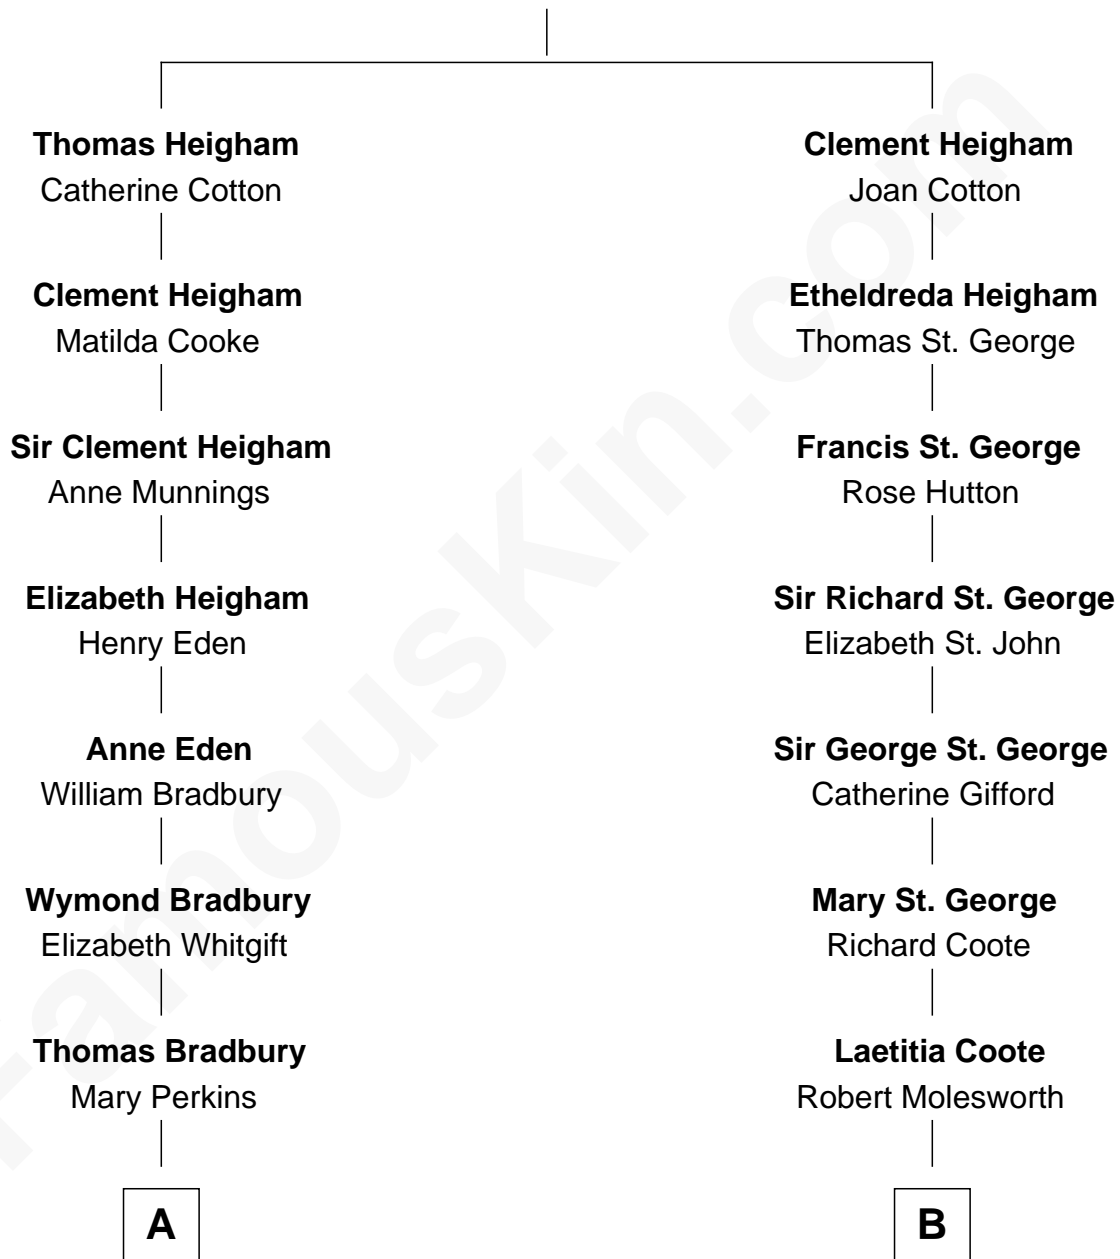 Thomas Heigham
Catherine Cotton
Clement Heigham
Matilda Cooke
Sir Clement Heigham
Anne Munnings
Elizabeth Heigham
Henry Eden
Anne Eden
William Bradbury
Wymond Bradbury
Elizabeth Whitgift
Thomas Bradbury
Mary Perkins
A
Clement Heigham
Joan Cotton
Etheldreda Heigham
Thomas St. George
Francis St. George
Rose Hutton
Sir Richard St. George
Elizabeth St. John
Sir George St. George
Catherine Gifford
Mary St. George
Richard Coote
Laetitia Coote
Robert Molesworth
B
FamousKin.com